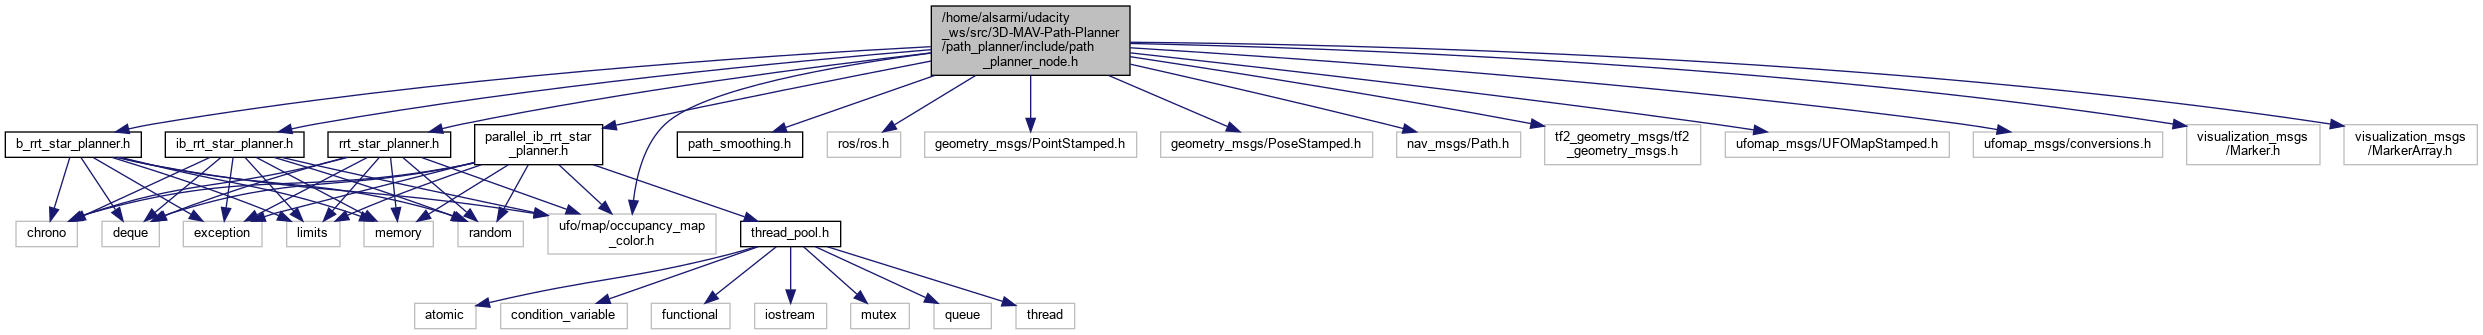 /home/alsarmi/udacity
_ws/src/3D-MAV-Path-Planner
/path_planner/include/path
_planner_node.h
b_rrt_star_planner.h
ib_rrt_star_planner.h
rrt_star_planner.h
parallel_ib_rrt_star
_planner.h
path_smoothing.h
ros/ros.h
geometry_msgs/PointStamped.h
geometry_msgs/PoseStamped.h
nav_msgs/Path.h
tf2_geometry_msgs/tf2
_geometry_msgs.h
ufomap_msgs/UFOMapStamped.h
ufomap_msgs/conversions.h
visualization_msgs
/Marker.h
visualization_msgs
/MarkerArray.h
chrono
deque
exception
limits
memory
random
ufo/map/occupancy_map
_color.h
thread_pool.h
atomic
condition_variable
functional
iostream
mutex
queue
thread